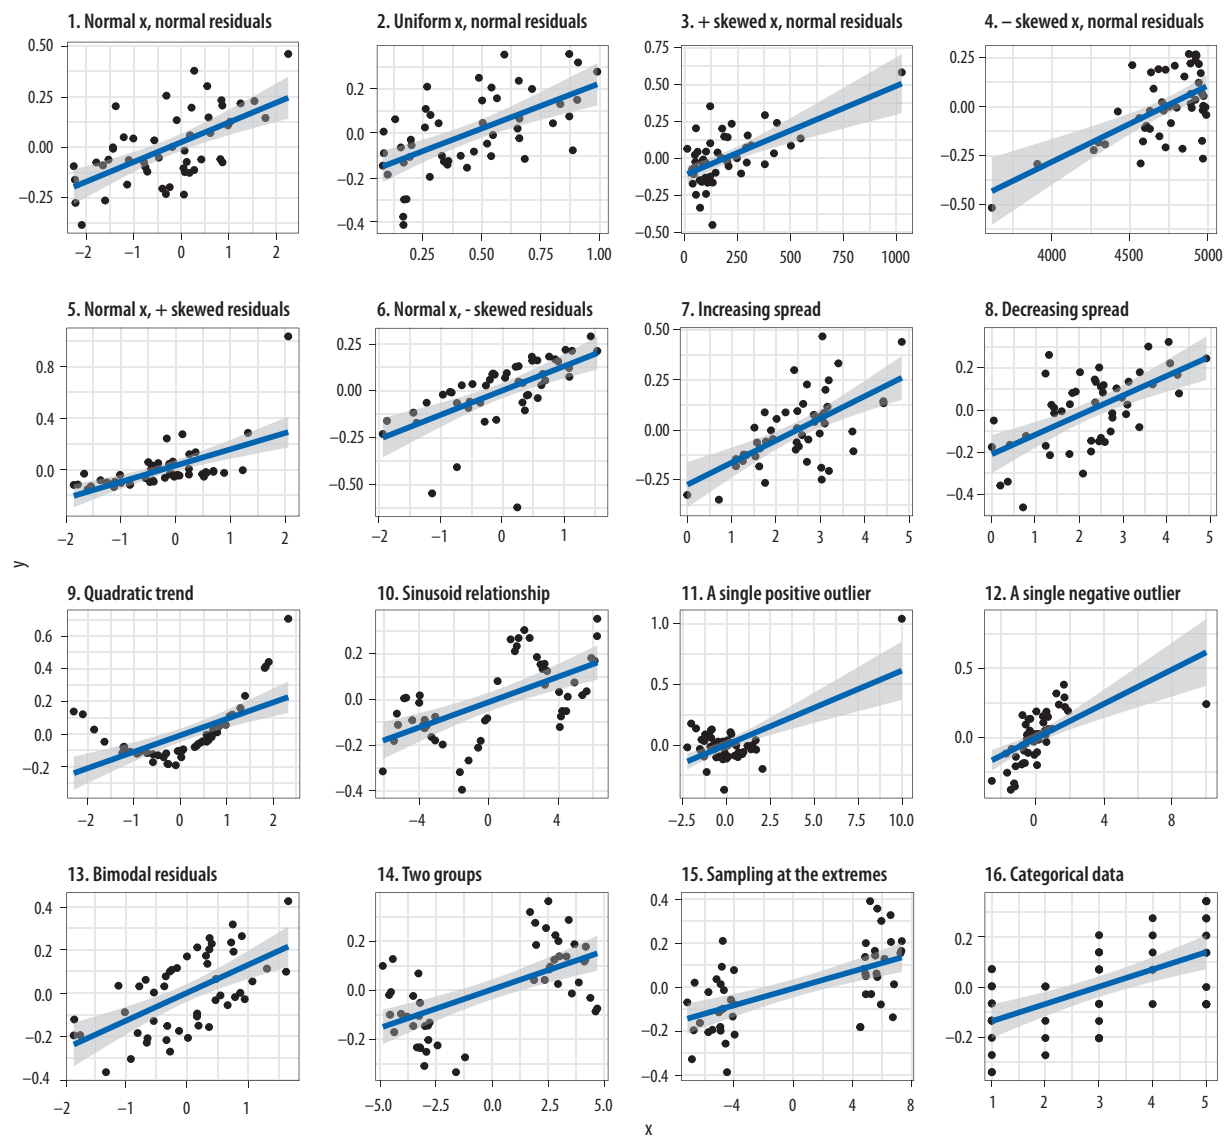 1. Normal x, normal residuals
2. Uniform x, normal residuals
3. + skewed x, normal residuals
4. – skewed x, normal residuals
0.50
0.25
0.00
−0.25
−2 −1 0 1 2
0.2
0.0
−0.2
−0.4
0.25 0.50 0.75 1.00
0.75
0.50
0.25
0.00
−0.25
−0.50
0 250 500 750 1000
0.25
0.00
−0.25
−0.50
4000 4500 5000
5. Normal x, + skewed residuals
6. Normal x, - skewed residuals
7. Increasing spread
8. Decreasing spread
0.8
0.4
0.0
−2 −1 0 1 2
0.25
0.00
−0.25
−0.50
−2 −1 0 1
0.50
0.25
0.00
−0.25
0 1 2 3 4 5
0.2
0.0
−0.2
−0.4
0 1 2 3 4 5
y
9. Quadratic trend
10. Sinusoid relationship
11. A single positive outlier
12. A single negative outlier
0.6
0.4
0.2
0.0
−0.2
−2 −1 0 1 2
0.2
0.0
−0.2
−0.4
−4 0 4
1.0
0.5
0.0
−2.5 0.0 2.5 5.0 7.5 10.0
0.5
0.0
0 4 8
13. Bimodal residuals
14. Two groups
15. Sampling at the extremes
16. Categorical data
0.4
0.2
0.0
−0.2
−0.4
−2 −1 0 1
0.2
0.0
−0.2
−5.0 −2.5 0.0 2.5 5.0
0.4
0.2
0.0
−0.2
−0.4
−4 0 4 8
0.2
0.0
−0.2
1 2 3 4 5
x